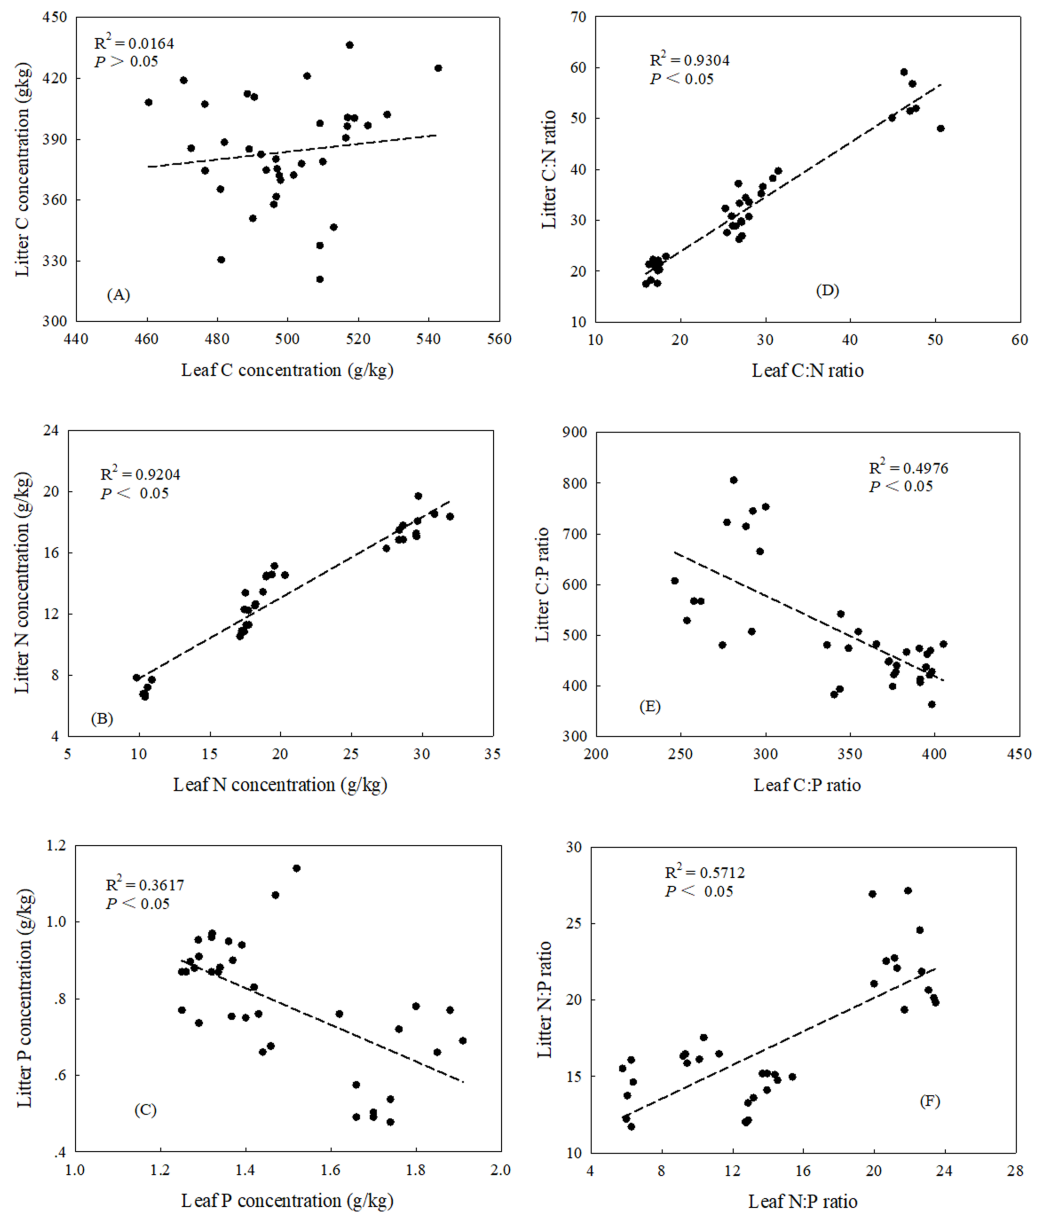 450
420
390
360
330
300
Litter C concentration (gkg)
R² = 0.0164
P > 0.05
(A)
440 460 480 500 520 540 560
Leaf C concentration (g/kg)
70
60
50
40
30
20
10
Litter C:N ratio
R² = 0.9304
P < 0.05
(D)
10 20 30 40 50 60
Leaf C:N ratio
24
20
16
12
8
4
Litter N concentration (g/kg)
R² = 0.9204
P < 0.05
(B)
5 10 15 20 25 30 35
Leaf N concentration (g/kg)
900
800
700
600
500
400
300
Litter C:P ratio
R² = 0.4976
P < 0.05
(E)
200 250 300 350 400 450
Leaf C:P ratio
1.2
1.0
.8
.6
.4
Litter P concentration (g/kg)
R² = 0.3617
P < 0.05
(C)
1.0 1.2 1.4 1.6 1.8 2.0
Leaf P concentration (g/kg)
30
25
20
15
10
Litter N:P ratio
R² = 0.5712
P < 0.05
(F)
4 8 12 16 20 24 28
Leaf N:P ratio